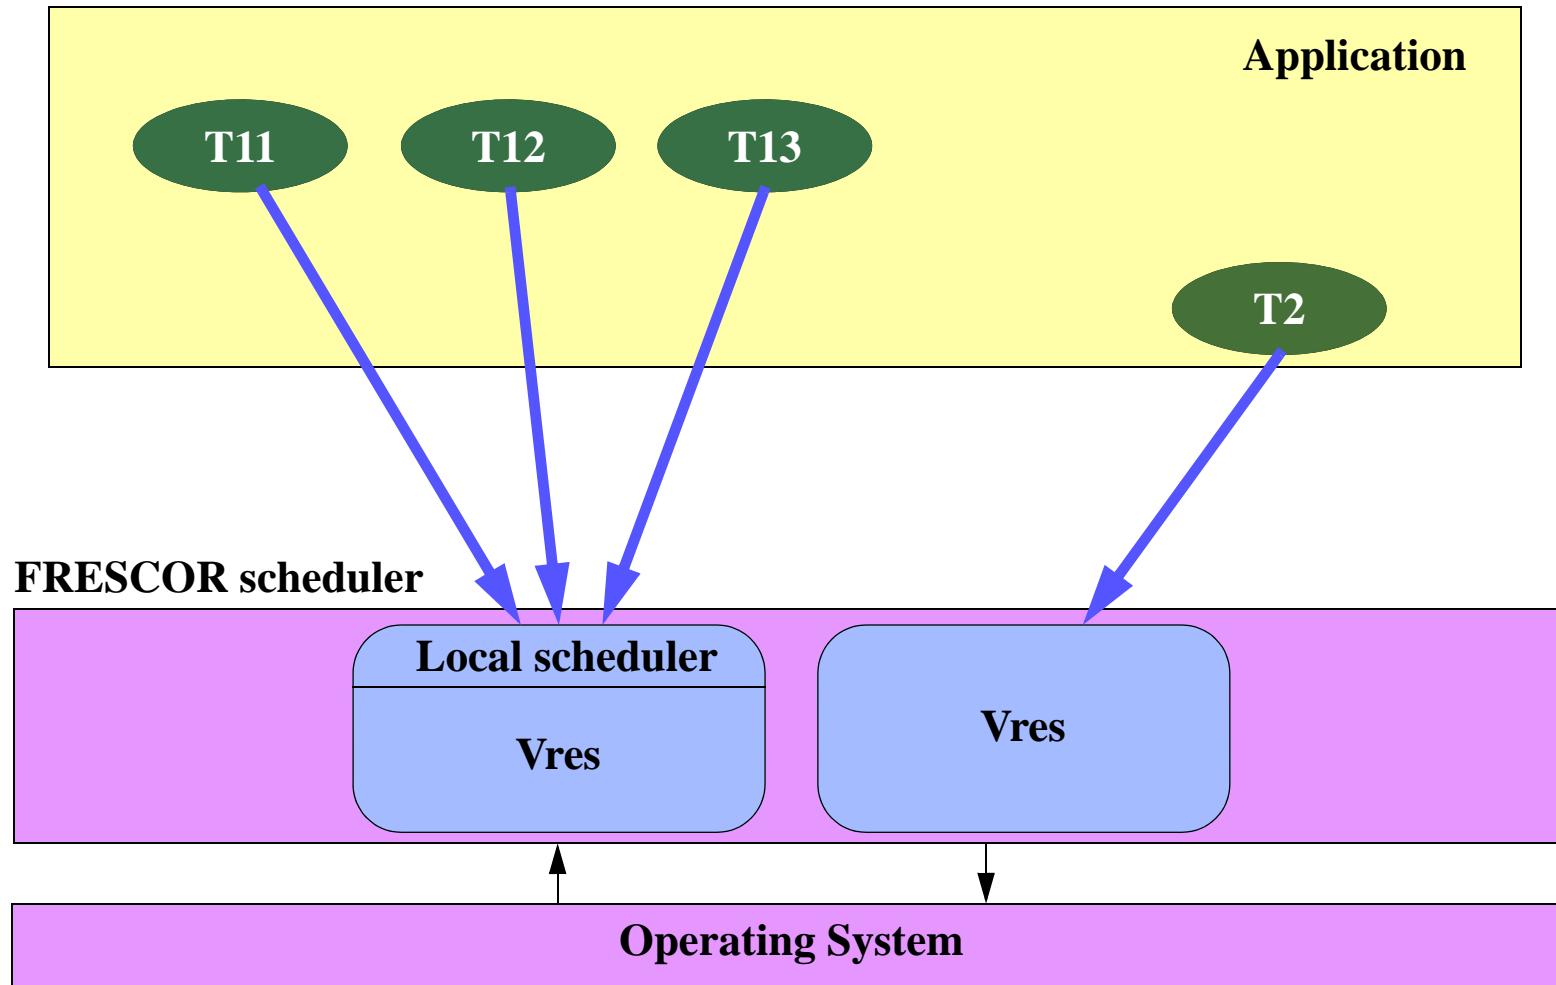 Application
T11 T12 T13
T2
FRESCOR scheduler
Local scheduler
Vres
Vres
Operating System